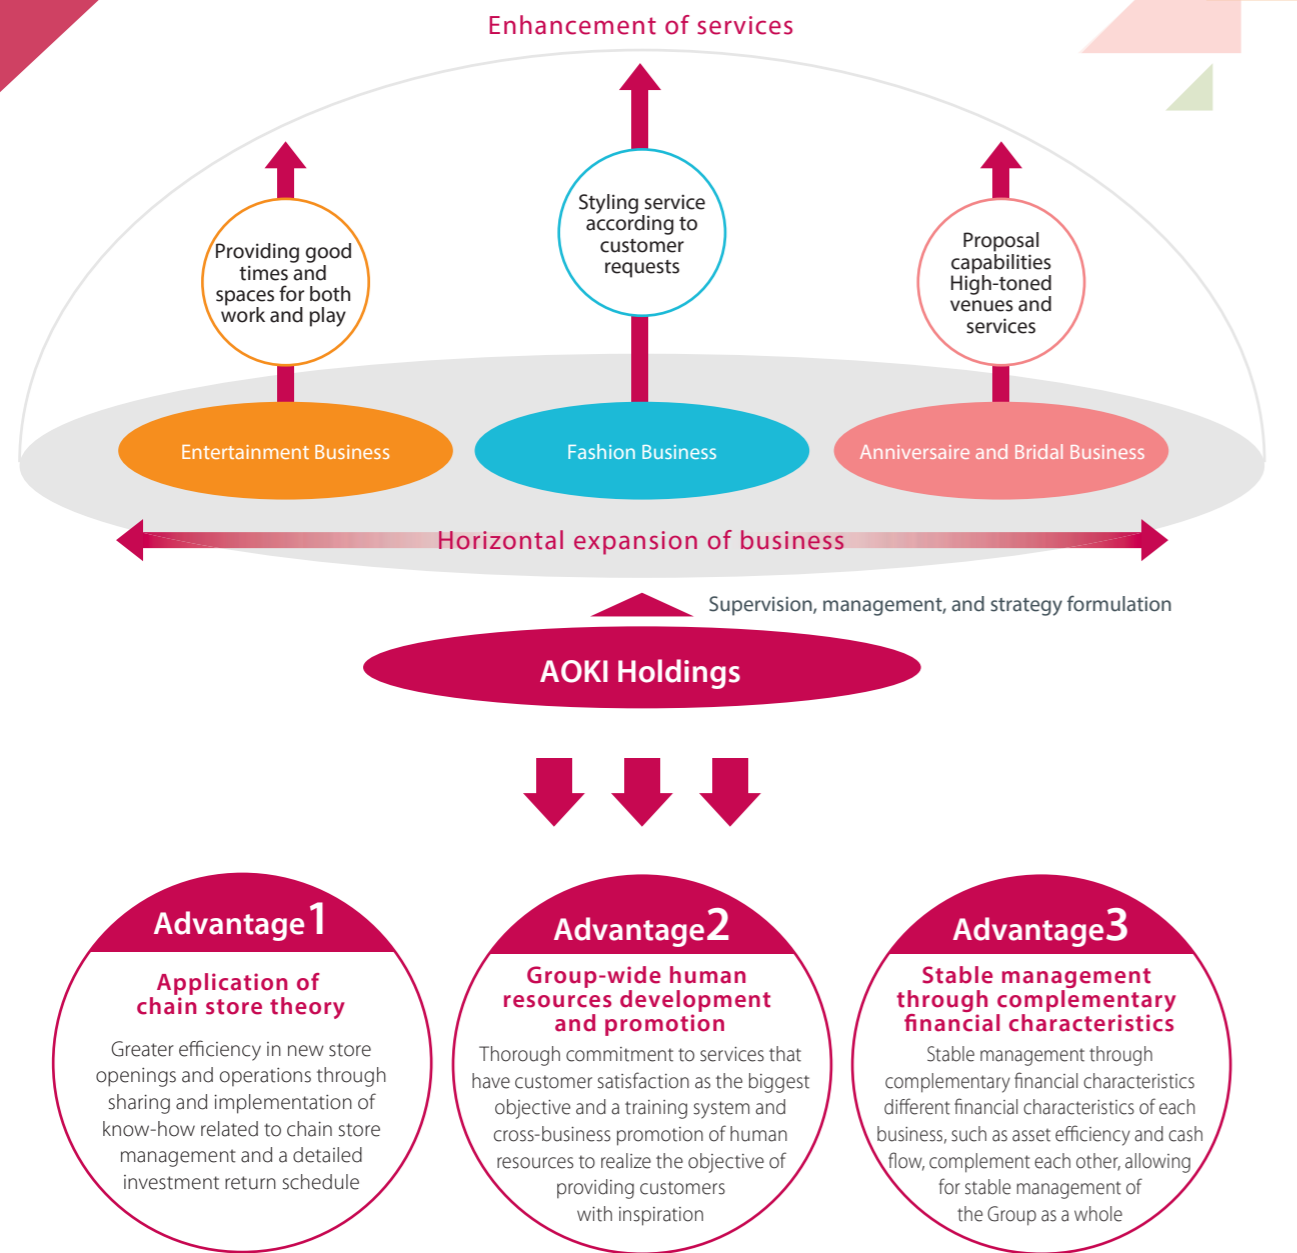 Enhancement of services
Providing good
times and
spaces for both
work and play
Styling service
according to
customer
requests
Proposal
capabilities
High-toned
venues and
services
Entertainment Business
Fashion Business
Anniversaire and Bridal Business
Horizontal expansion of business
Supervision, management, and strategy formulation
AOKI Holdings
Advantage 1
Application of
chain store theory
Greater efficiency in new store
openings and operations through
sharing and implementation of
know-how related to chain store
management and a detailed
investment return schedule
Advantage 2
Group-wide human
resources development
and promotion
Thorough commitment to services that
have customer satisfaction as the biggest
objective and a training system and
cross-business promotion of human
resources to realize the objective of
providing customers
with inspiration
Advantage 3
Stable management
through complementary
financial characteristics
Stable management through
complementary financial characteristics
different financial characteristics of each
business, such as asset efficiency and cash
flow, complement each other, allowing
for stable management of
the Group as a whole